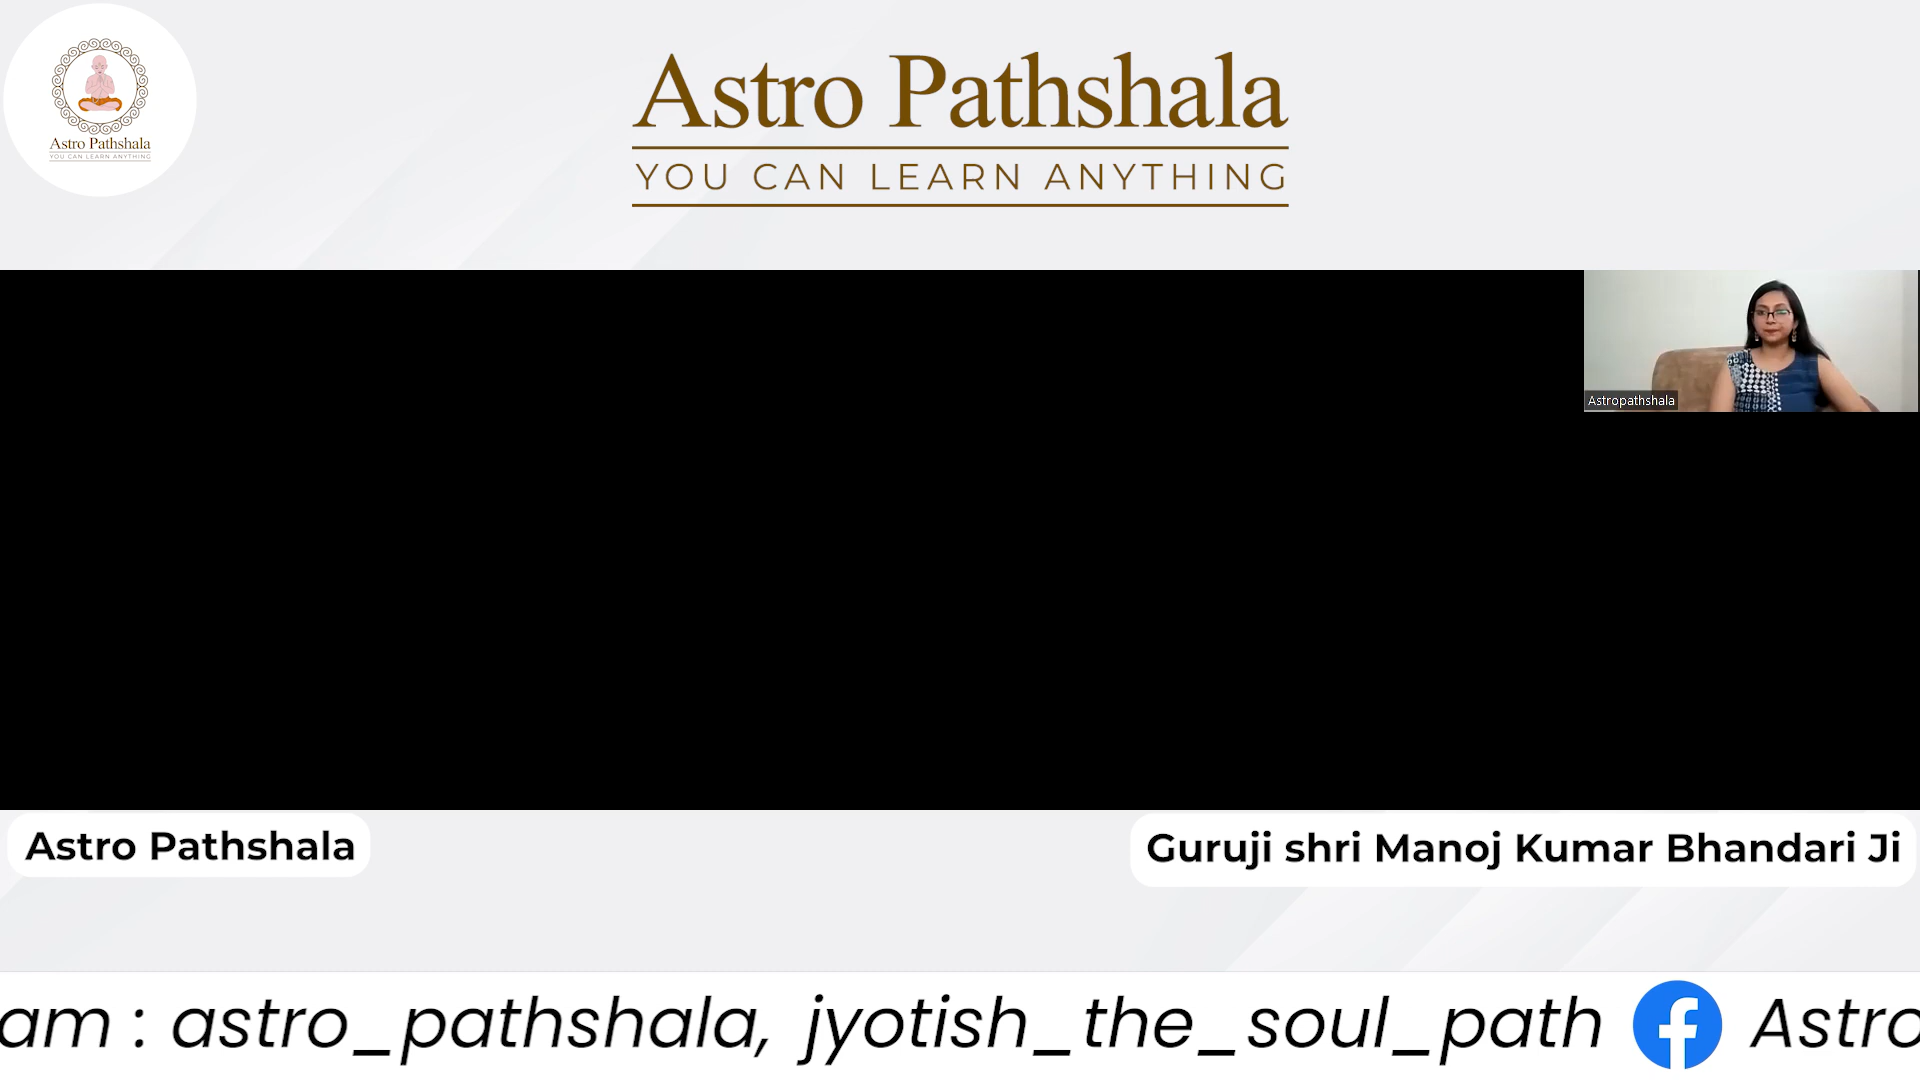 Astro Pathshala
YOU CAN LEARN ANYTHING
Astro Pathshala
YOU CAN LEARN ANYTHING
Astropathshala
Astro Pathshala
Guruji shri Manoj Kumar Bhandari Ji
am : astro_pathshala, jyotish_the_soul_path Astro